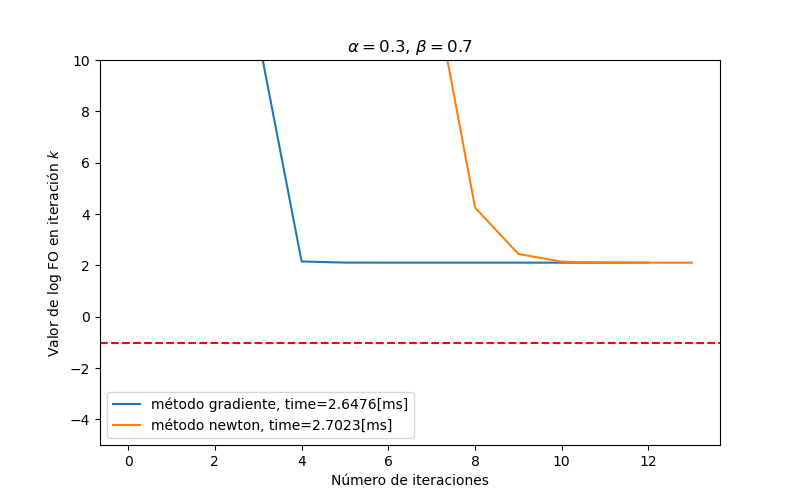 α = 0.3, β = 0.7
Valor de log FO en iteración k
10
8
6
4
2
0
−2
−4
método gradiente, time=2.6476[ms]
método newton, time=2.7023[ms]
0 2 4 6 8 10 12
Número de iteraciones